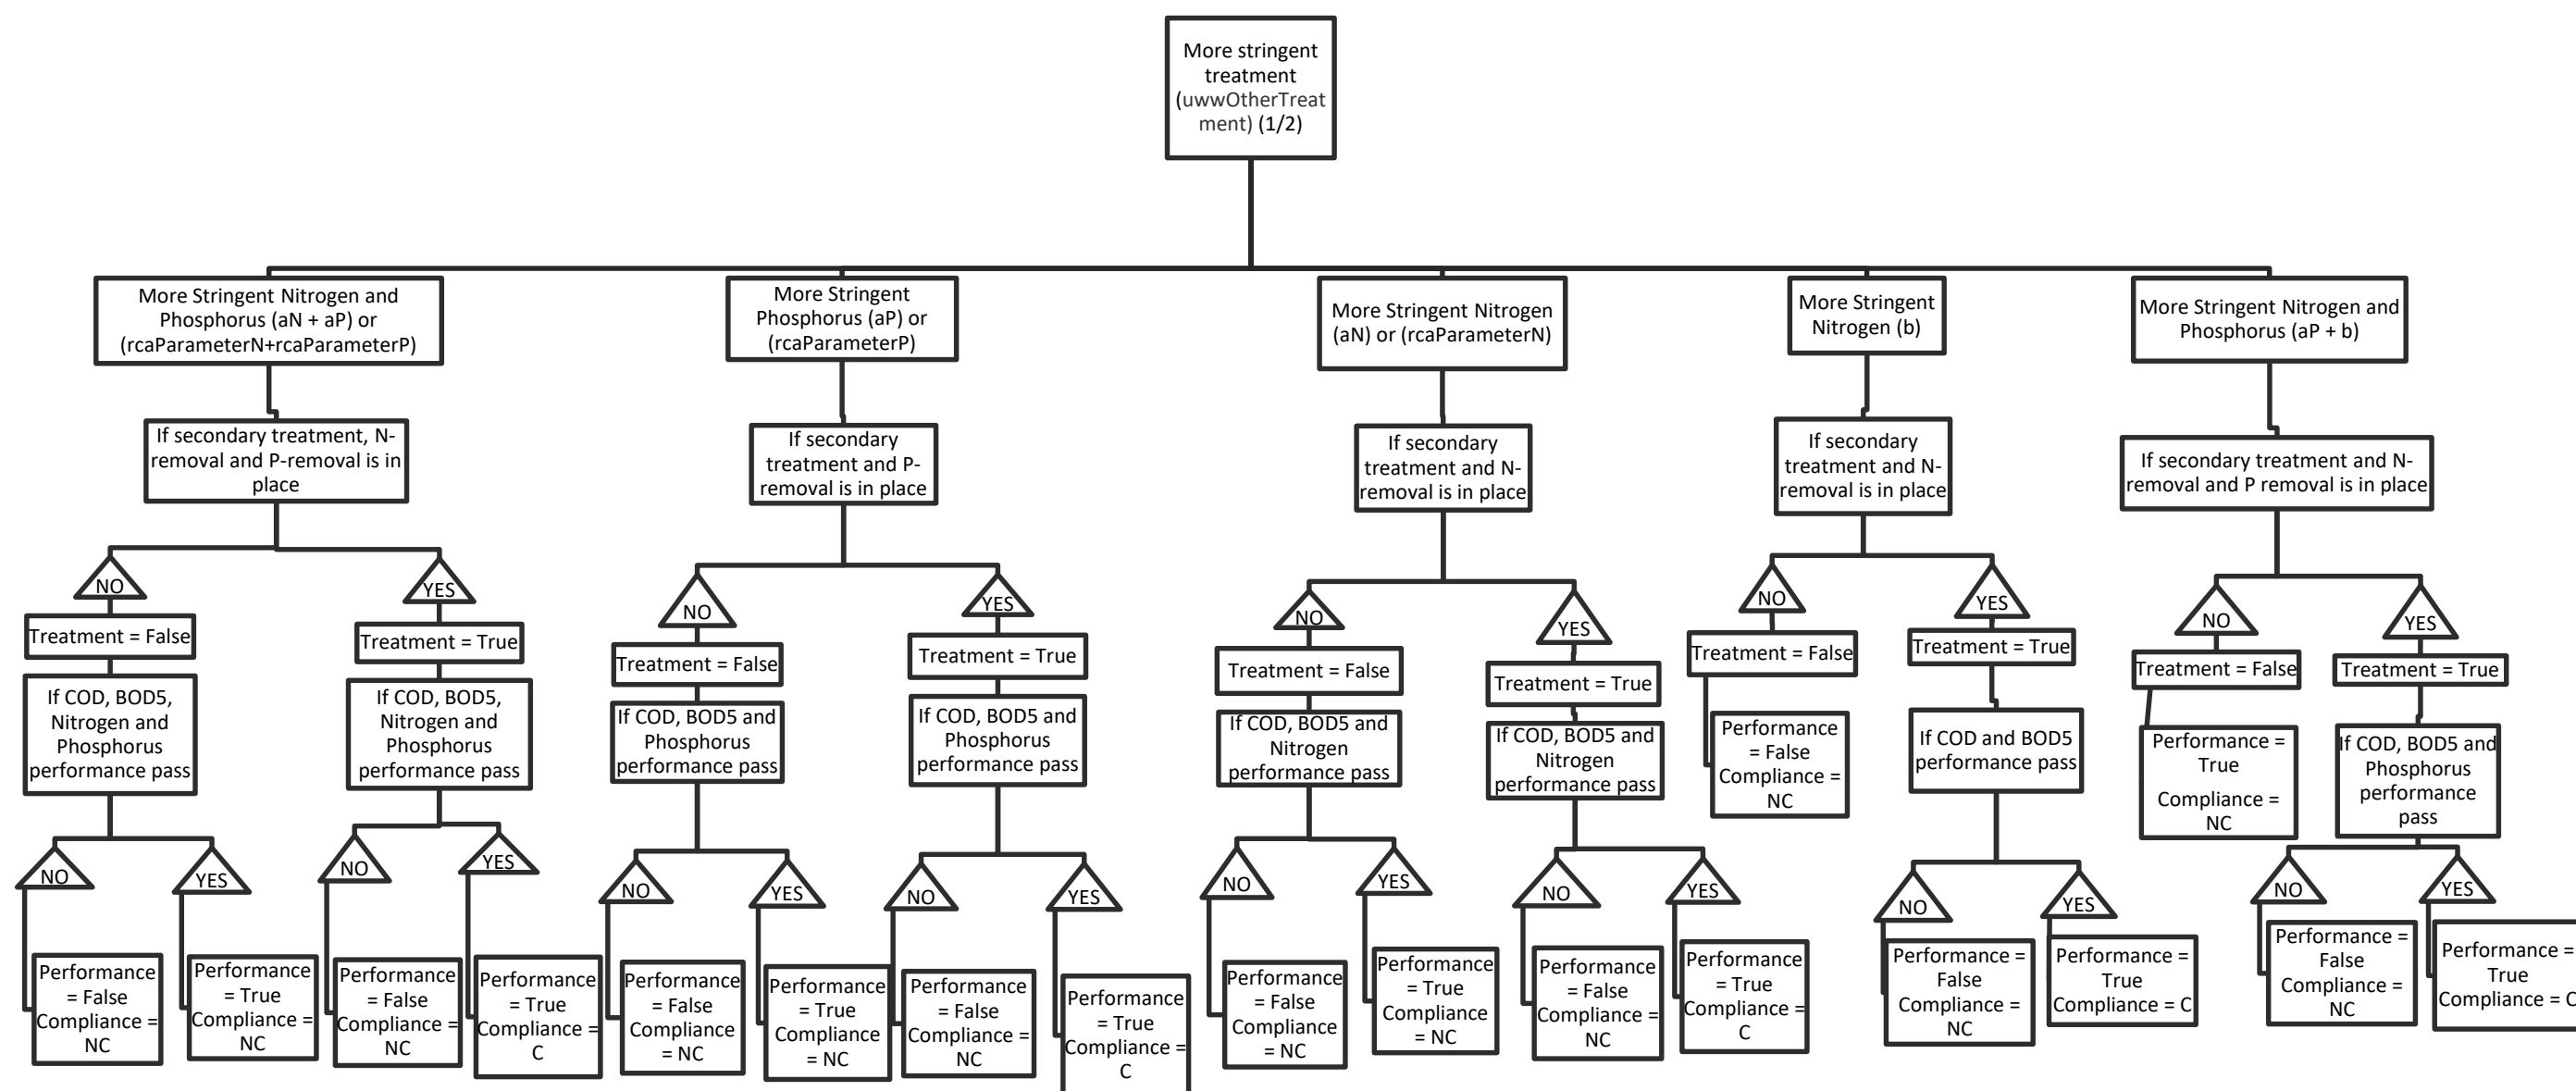 More stringent
treatment
(uwwOtherTreat
ment) (1/2)
More Stringent Nitrogen and
Phosphorus (aN + aP) or
(rcaParameterN+rcaParameterP)
More Stringent
Phosphorus (aP) or
(rcaParameterP)
More Stringent Nitrogen
(aN) or (rcaParameterN)
More Stringent
Nitrogen (b)
More Stringent Nitrogen and
Phosphorus (aP + b)
If secondary treatment, N-
removal and P-removal is in
place
If secondary
treatment and P-
removal is in place
If secondary
treatment and N-
removal is in place
If secondary
treatment and N-
removal is in place
If secondary treatment and N-
removal and P removal is in place
NO
YES
NO
YES
NO
YES
NO
YES
NO
YES
Treatment = False
Treatment = True
Treatment = False
Treatment = True
Treatment = False
Treatment = True
Treatment = False
Treatment = True
Treatment = False
Treatment = True
If COD, BOD5,
Nitrogen and
Phosphorus
performance pass
If COD, BOD5,
Nitrogen and
Phosphorus
performance pass
If COD, BOD5 and
Phosphorus
performance pass
If COD, BOD5 and
Phosphorus
performance pass
If COD, BOD5 and
Nitrogen
performance pass
If COD, BOD5 and
Nitrogen
performance pass
Performance
= False
Compliance =
NC
If COD and BOD5
performance pass
Performance =
True
Compliance =
NC
If COD, BOD5 and
Phosphorus
performance
pass
NO
YES
NO
YES
NO
YES
NO
YES
NO
YES
NO
YES
NO
YES
NO
YES
Performance
= False
Compliance =
NC
Performance
= True
Compliance =
NC
Performance
= False
Compliance =
NC
Performance
= True
Compliance =
C
Performance
= False
Compliance
= NC
Performance
= True
Compliance
= NC
Performance
= False
Compliance =
NC
Performance
= True
Compliance =
C
Performance
= False
Compliance
= NC
Performance
= True
Compliance
= NC
Performance
= False
Compliance =
NC
Performance
= True
Compliance =
C
Performance =
False
Compliance =
NC
Performance =
True
Compliance = C
Performance =
False
Compliance =
NC
Performance =
True
Compliance = C